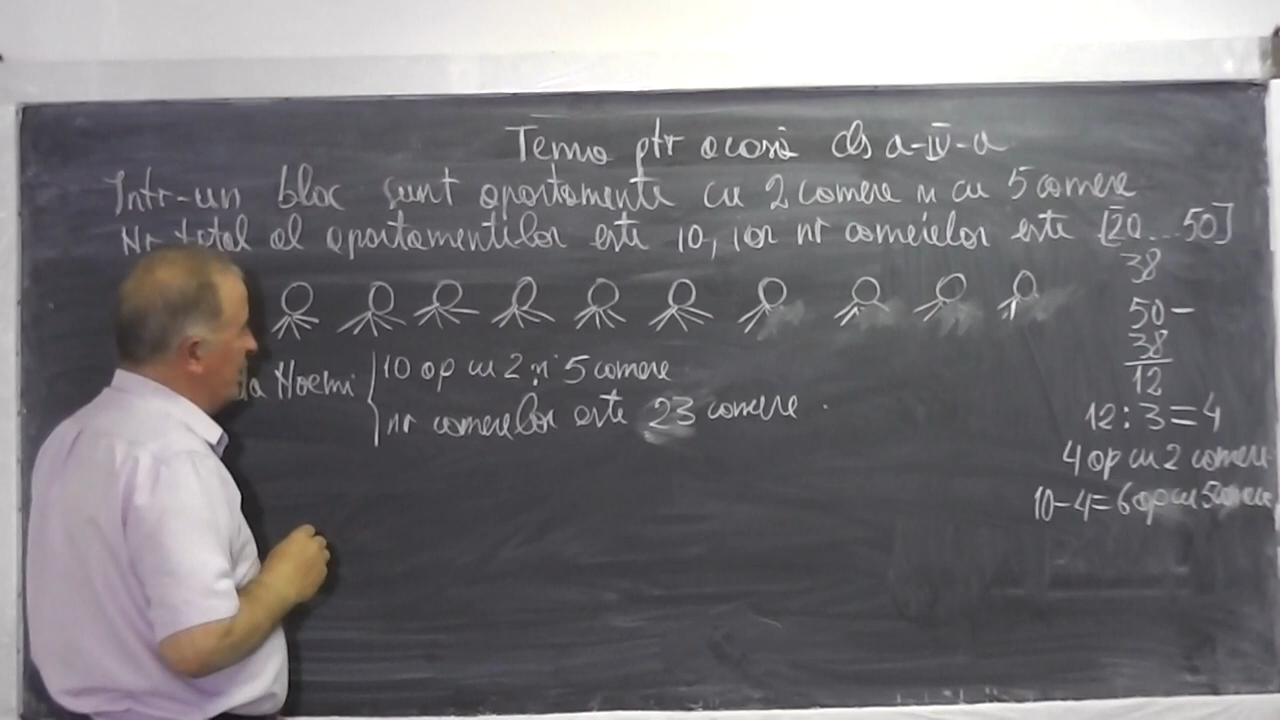 Tema ptr acasă cls a-IV-a
Intr-un bloc sunt apartamente cu 2 camere și cu 5 camere
Nr total al apartamentelor este 10, iar nr camerelor este [20...50]
38
50-
38
12
12:3=4
4 ap cu 2 camere
10-4=6 ap cu 5 camere
Noemi
10 ap cu 2 și 5 camere
nr camerelor este 23 camere.